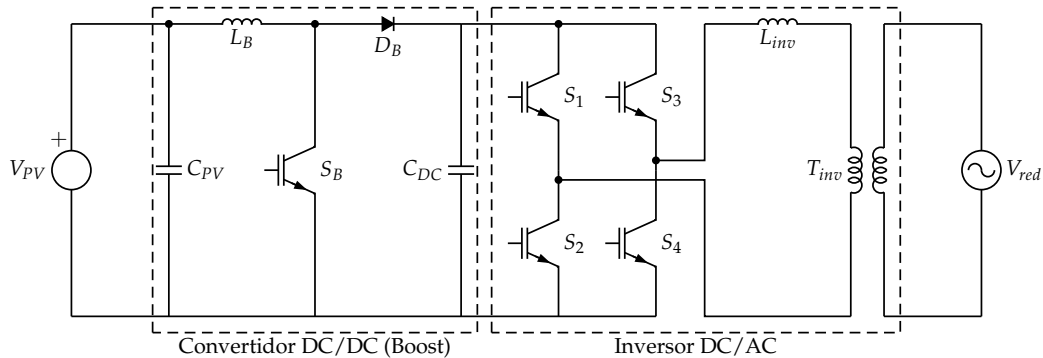 L_B
D_B
L_inv
S_1
S_3
+
V_PV
C_PV
S_B
C_DC
T_inv
V_red
S_2
S_4
Convertidor DC/DC (Boost)
Inversor DC/AC